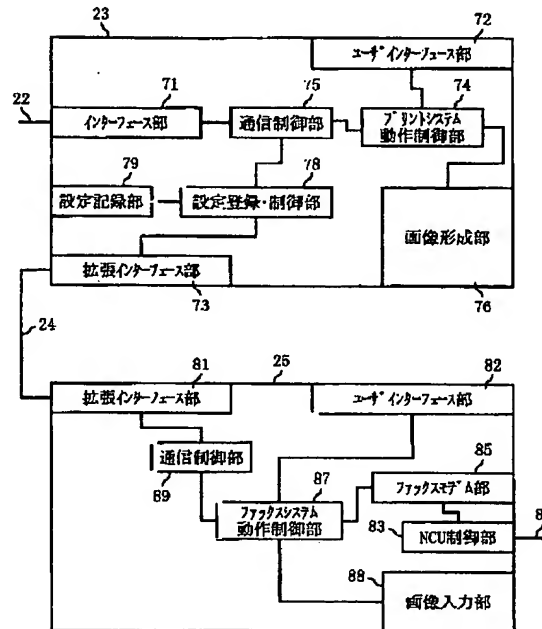 23
72
ユーザインターフェース部
22
71
75
74
インターフェース部
通信制御部
プリントシステム
動作制御部
79
78
設定記録部
設定登録・制御部
画像形成部
拡張インターフェース部
73
76
24
81
25
82
拡張インターフェース部
ユーザインターフェース部
通信制御部
89
87
85
ファックスモデム部
ファックスシステム
動作制御部
83
NCU制御部
88
画像入力部